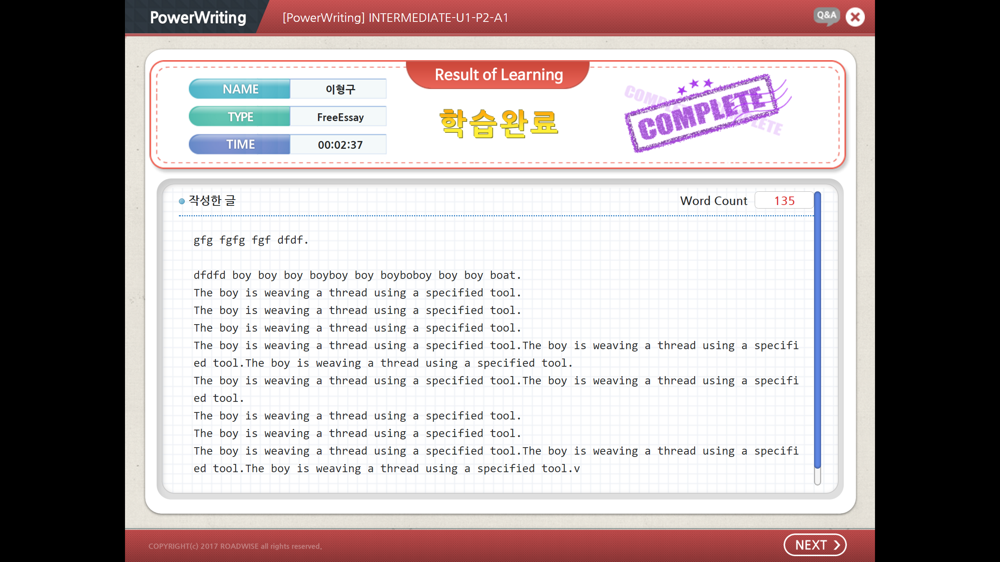 PowerWriting
[PowerWriting] INTERMEDIATE-U1-P2-A1
Q&A
Result of Learning
NAME 이형구
TYPE FreeEssay
TIME 00:02:37
학습완료
COMPLETE
COMPLETE
COMPLETE
작성한 글
Word Count 135
gfg fgfg fgf dfdf.
dfdfd boy boy boy boyboy boy boyboboy boy boy boat.
The boy is weaving a thread using a specified tool.
The boy is weaving a thread using a specified tool.
The boy is weaving a thread using a specified tool.
The boy is weaving a thread using a specified tool.The boy is weaving a thread using a specifi
ed tool.The boy is weaving a thread using a specified tool.
The boy is weaving a thread using a specified tool.The boy is weaving a thread using a specifi
ed tool.
The boy is weaving a thread using a specified tool.
The boy is weaving a thread using a specified tool.
The boy is weaving a thread using a specified tool.The boy is weaving a thread using a specifi
ed tool.The boy is weaving a thread using a specified tool.v
COPYRIGHT(c) 2017 ROADWISE all rights reserved.
NEXT